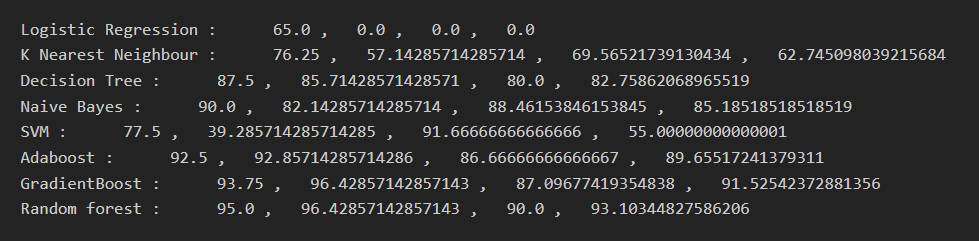 Logistic Regression :      65.0 ,   0.0 ,   0.0 ,   0.0
K Nearest Neighbour :      76.25 ,   57.14285714285714 ,   69.56521739130434 ,   62.745098039215684
Decision Tree :      87.5 ,   85.71428571428571 ,   80.0 ,   82.75862068965519
Naive Bayes :      90.0 ,   82.14285714285714 ,   88.46153846153845 ,   85.18518518518519
SVM :      77.5 ,   39.285714285714285 ,   91.66666666666666 ,   55.00000000000001
Adaboost :      92.5 ,   92.85714285714286 ,   86.66666666666667 ,   89.65517241379311
GradientBoost :      93.75 ,   96.42857142857143 ,   87.09677419354838 ,   91.52542372881356
Random forest :      95.0 ,   96.42857142857143 ,   90.0 ,   93.10344827586206